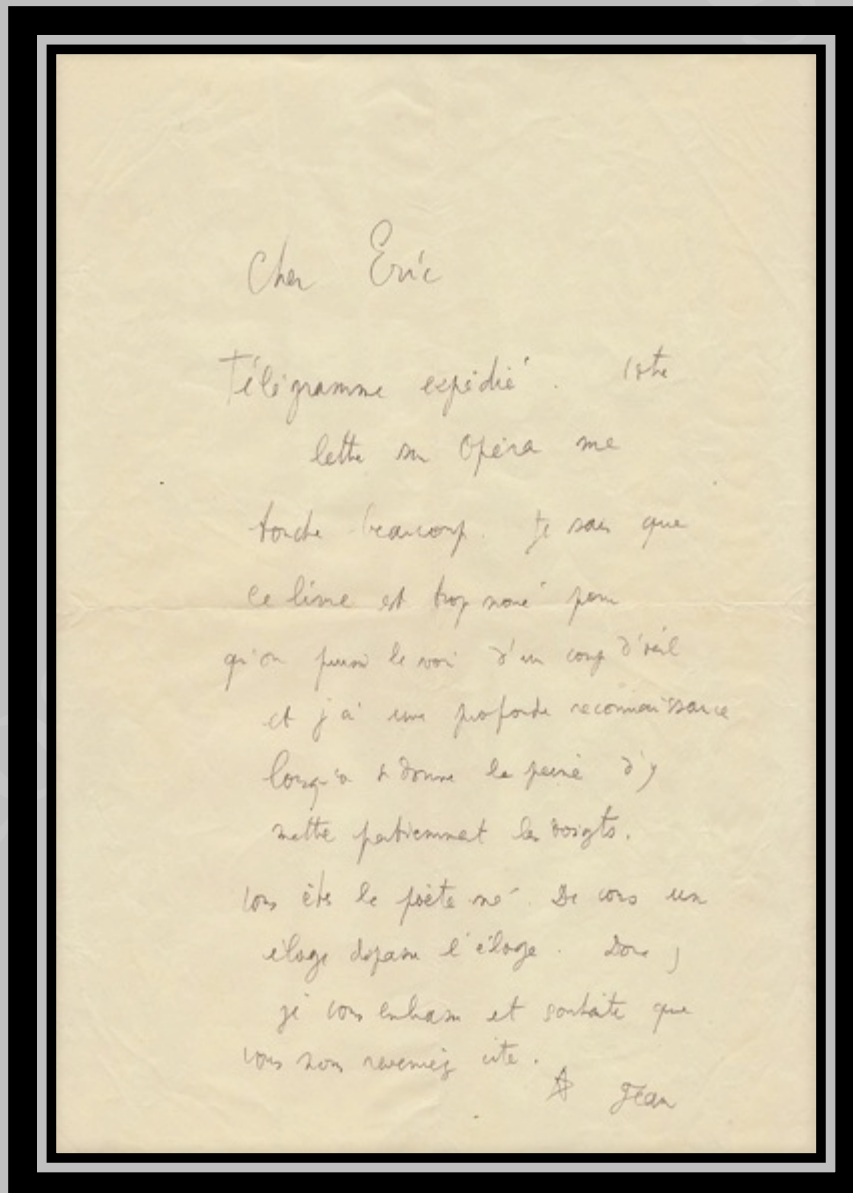 Cher Eric
Télégramme expédié. Votre
lettre sur Opéra me
touche beaucoup. Je sais que
ce livre est trop noué pour
qu'on puisse le voir d'un coup d'œil
et j'ai une profonde reconnaissance
lorsqu'on se donne la peine d'y
mettre patiemment les doigts.
Vous êtes le poète né. De vous un
éloge dépasse l'éloge. Donc
je vous embrasse et souhaite que
vous nous reveniez vite.
Jean